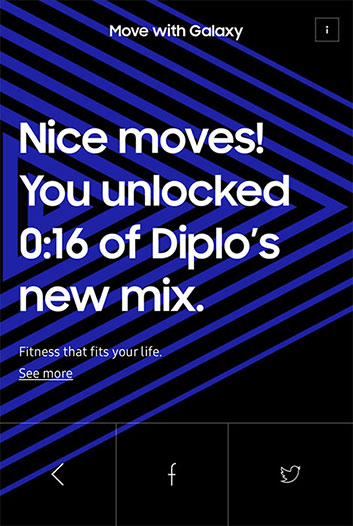 Move with Galaxy
i
Nice moves!
You unlocked
0:16 of Diplo's
new mix.
Fitness that fits your life.
See more
f